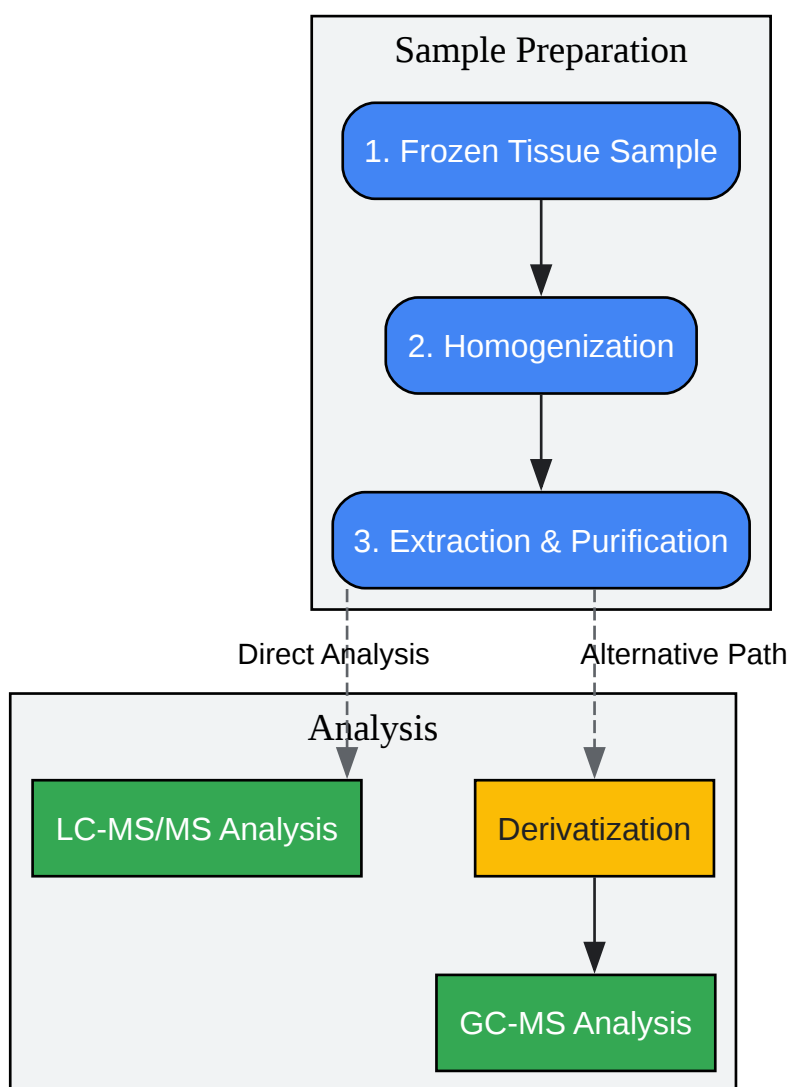 Sample Preparation
1. Frozen Tissue Sample
2. Homogenization
3. Extraction & Purification
Direct Analysis
Alternative Path
Analysis
LC-MS/MS Analysis
Derivatization
GC-MS Analysis